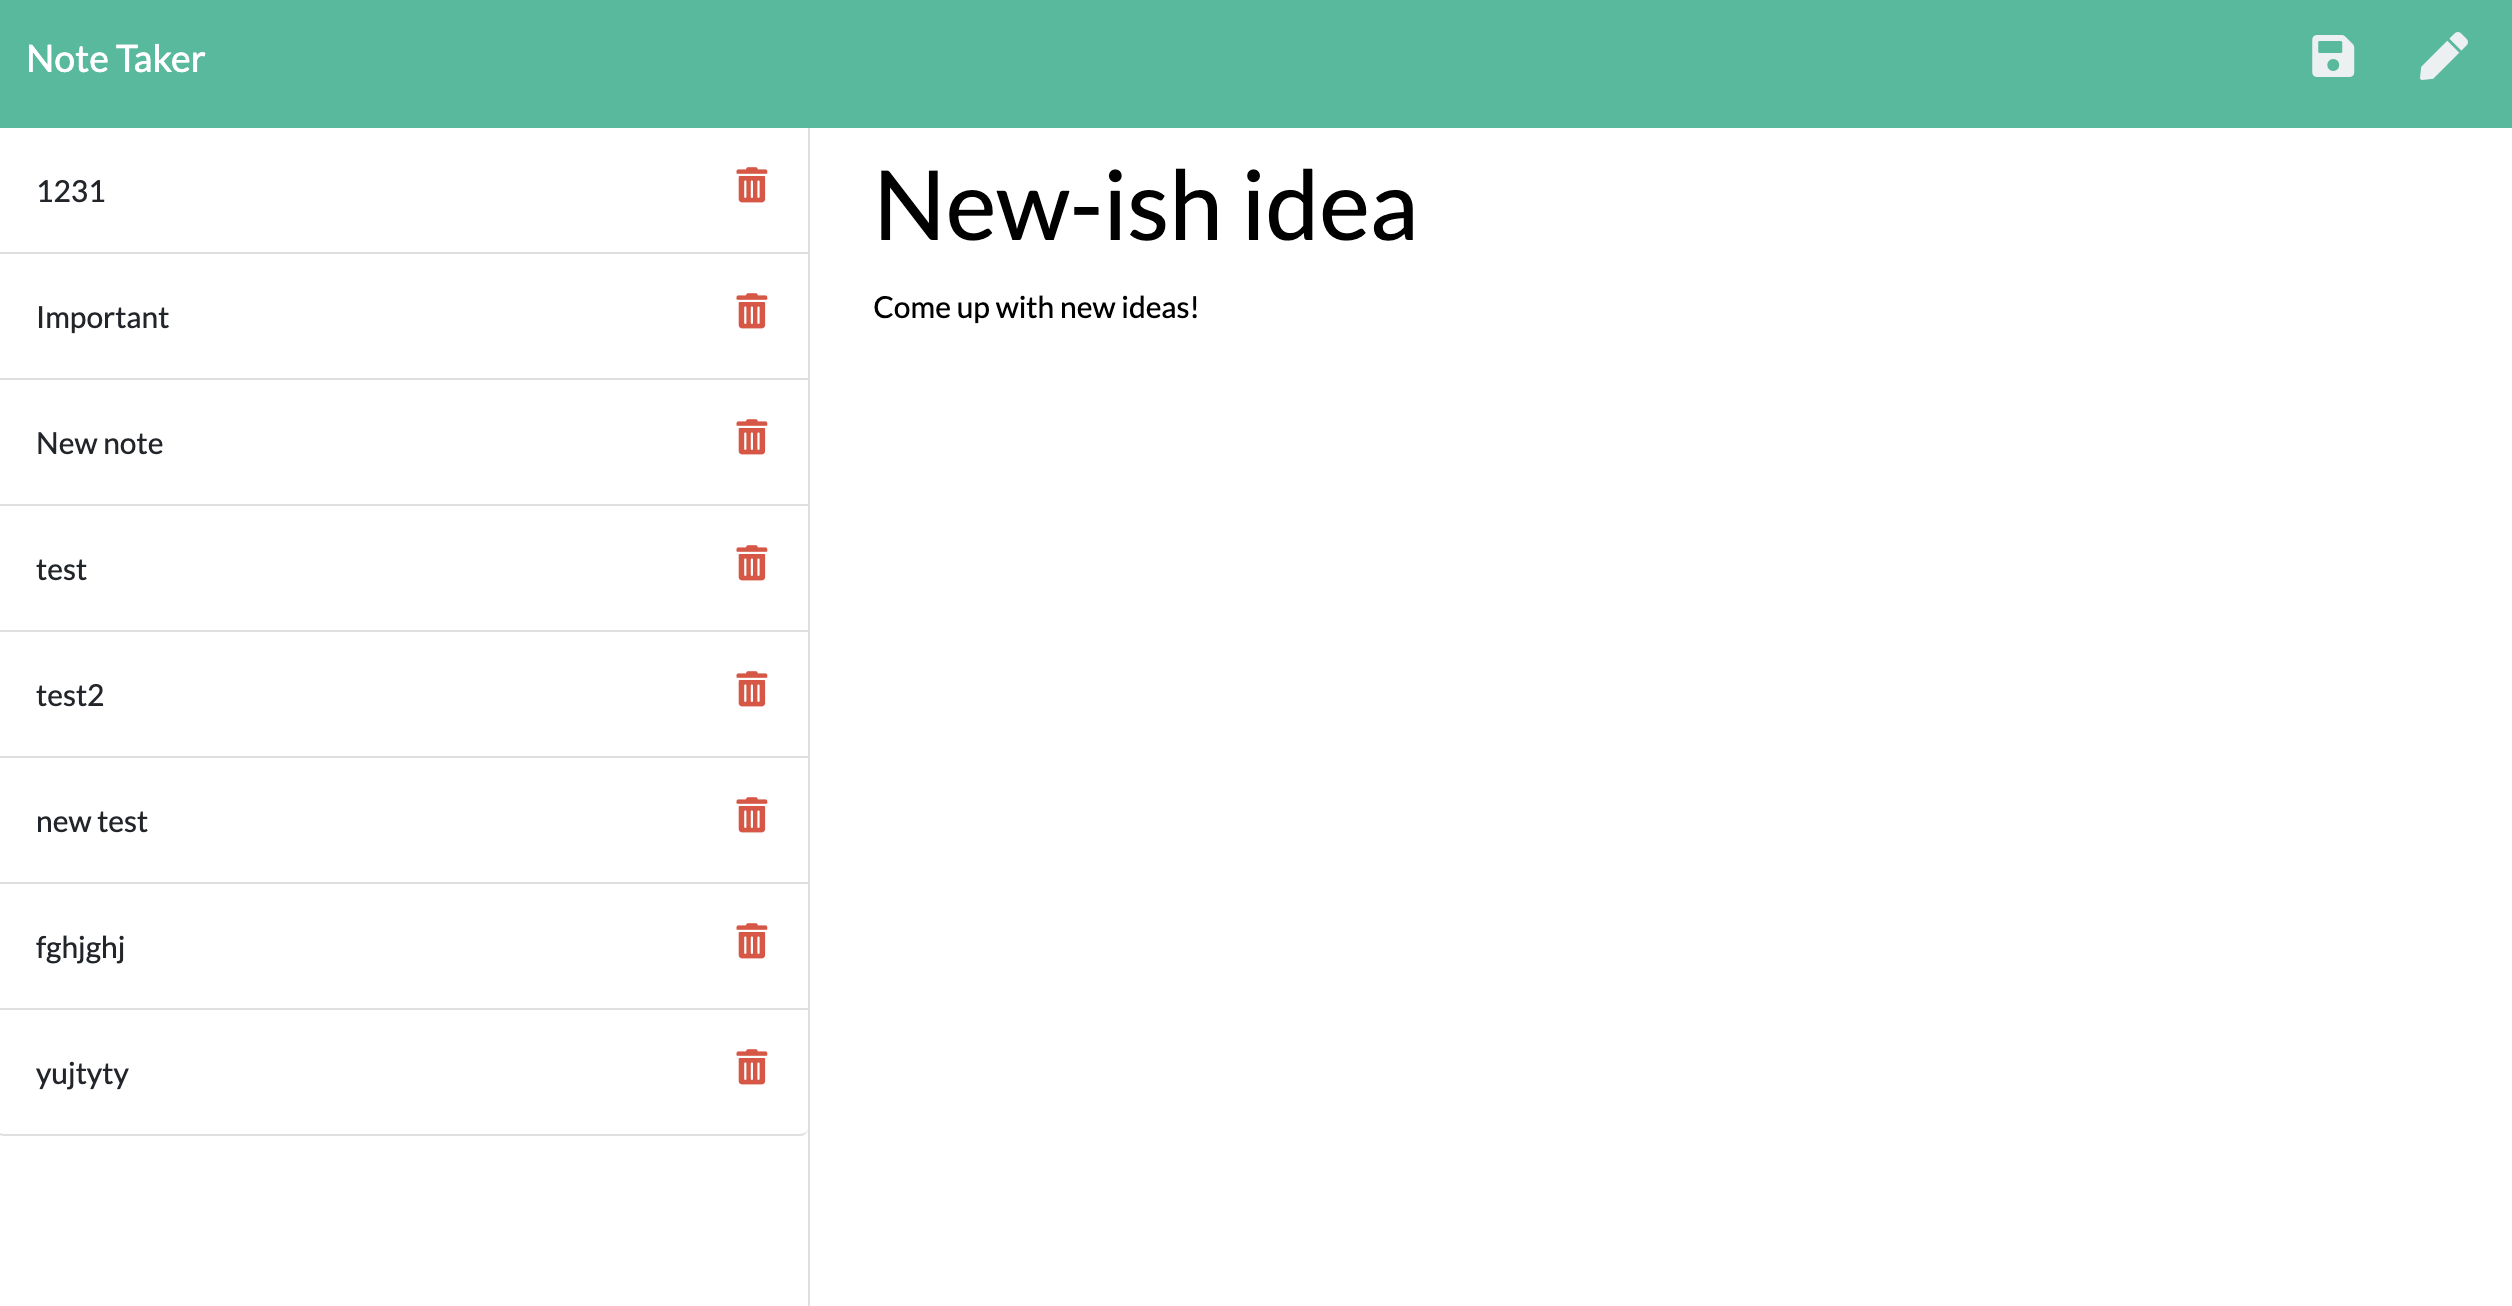 Note Taker
1231
Important
New note
test
test2
new test
fghjghj
yujtyty
New-ish idea
Come up with new ideas!